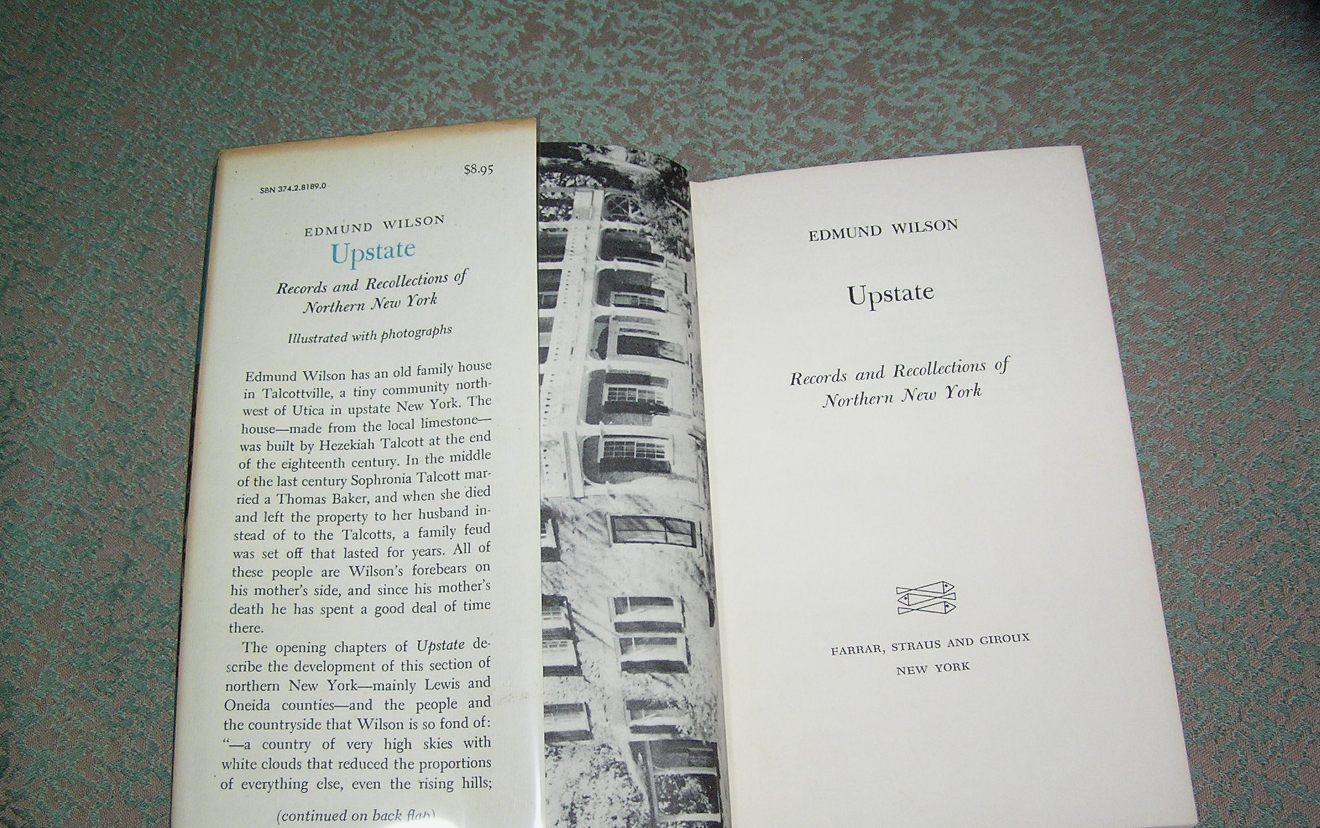 $8.95
SBN 374.2.8189.0
EDMUND WILSON
Upstate
Records and Recollections of
Northern New York
Illustrated with photographs
Edmund Wilson has an old family house
in Talcottville, a tiny community north-
west of Utica in upstate New York. The
house—made from the local limestone—
was built by Hezekiah Talcott at the end
of the eighteenth century. In the middle
of the last century Sophronia Talcott mar-
ried a Thomas Baker, and when she died
and left the property to her husband in-
stead of to the Talcotts, a family feud
was set off that lasted for years. All of
these people are Wilson's forebears on
his mother's side, and since his mother's
death he has spent a good deal of time
there.
The opening chapters of Upstate de-
scribe the development of this section of
northern New York—mainly Lewis and
Oneida counties—and the people and
the countryside that Wilson is so fond of:
"—a country of very high skies with
white clouds that reduced the proportions
of everything else, even the rising hills;
(continued on back flap)
EDMUND WILSON
Upstate
Records and Recollections of
Northern New York
FARRAR, STRAUS AND GIROUX
NEW YORK